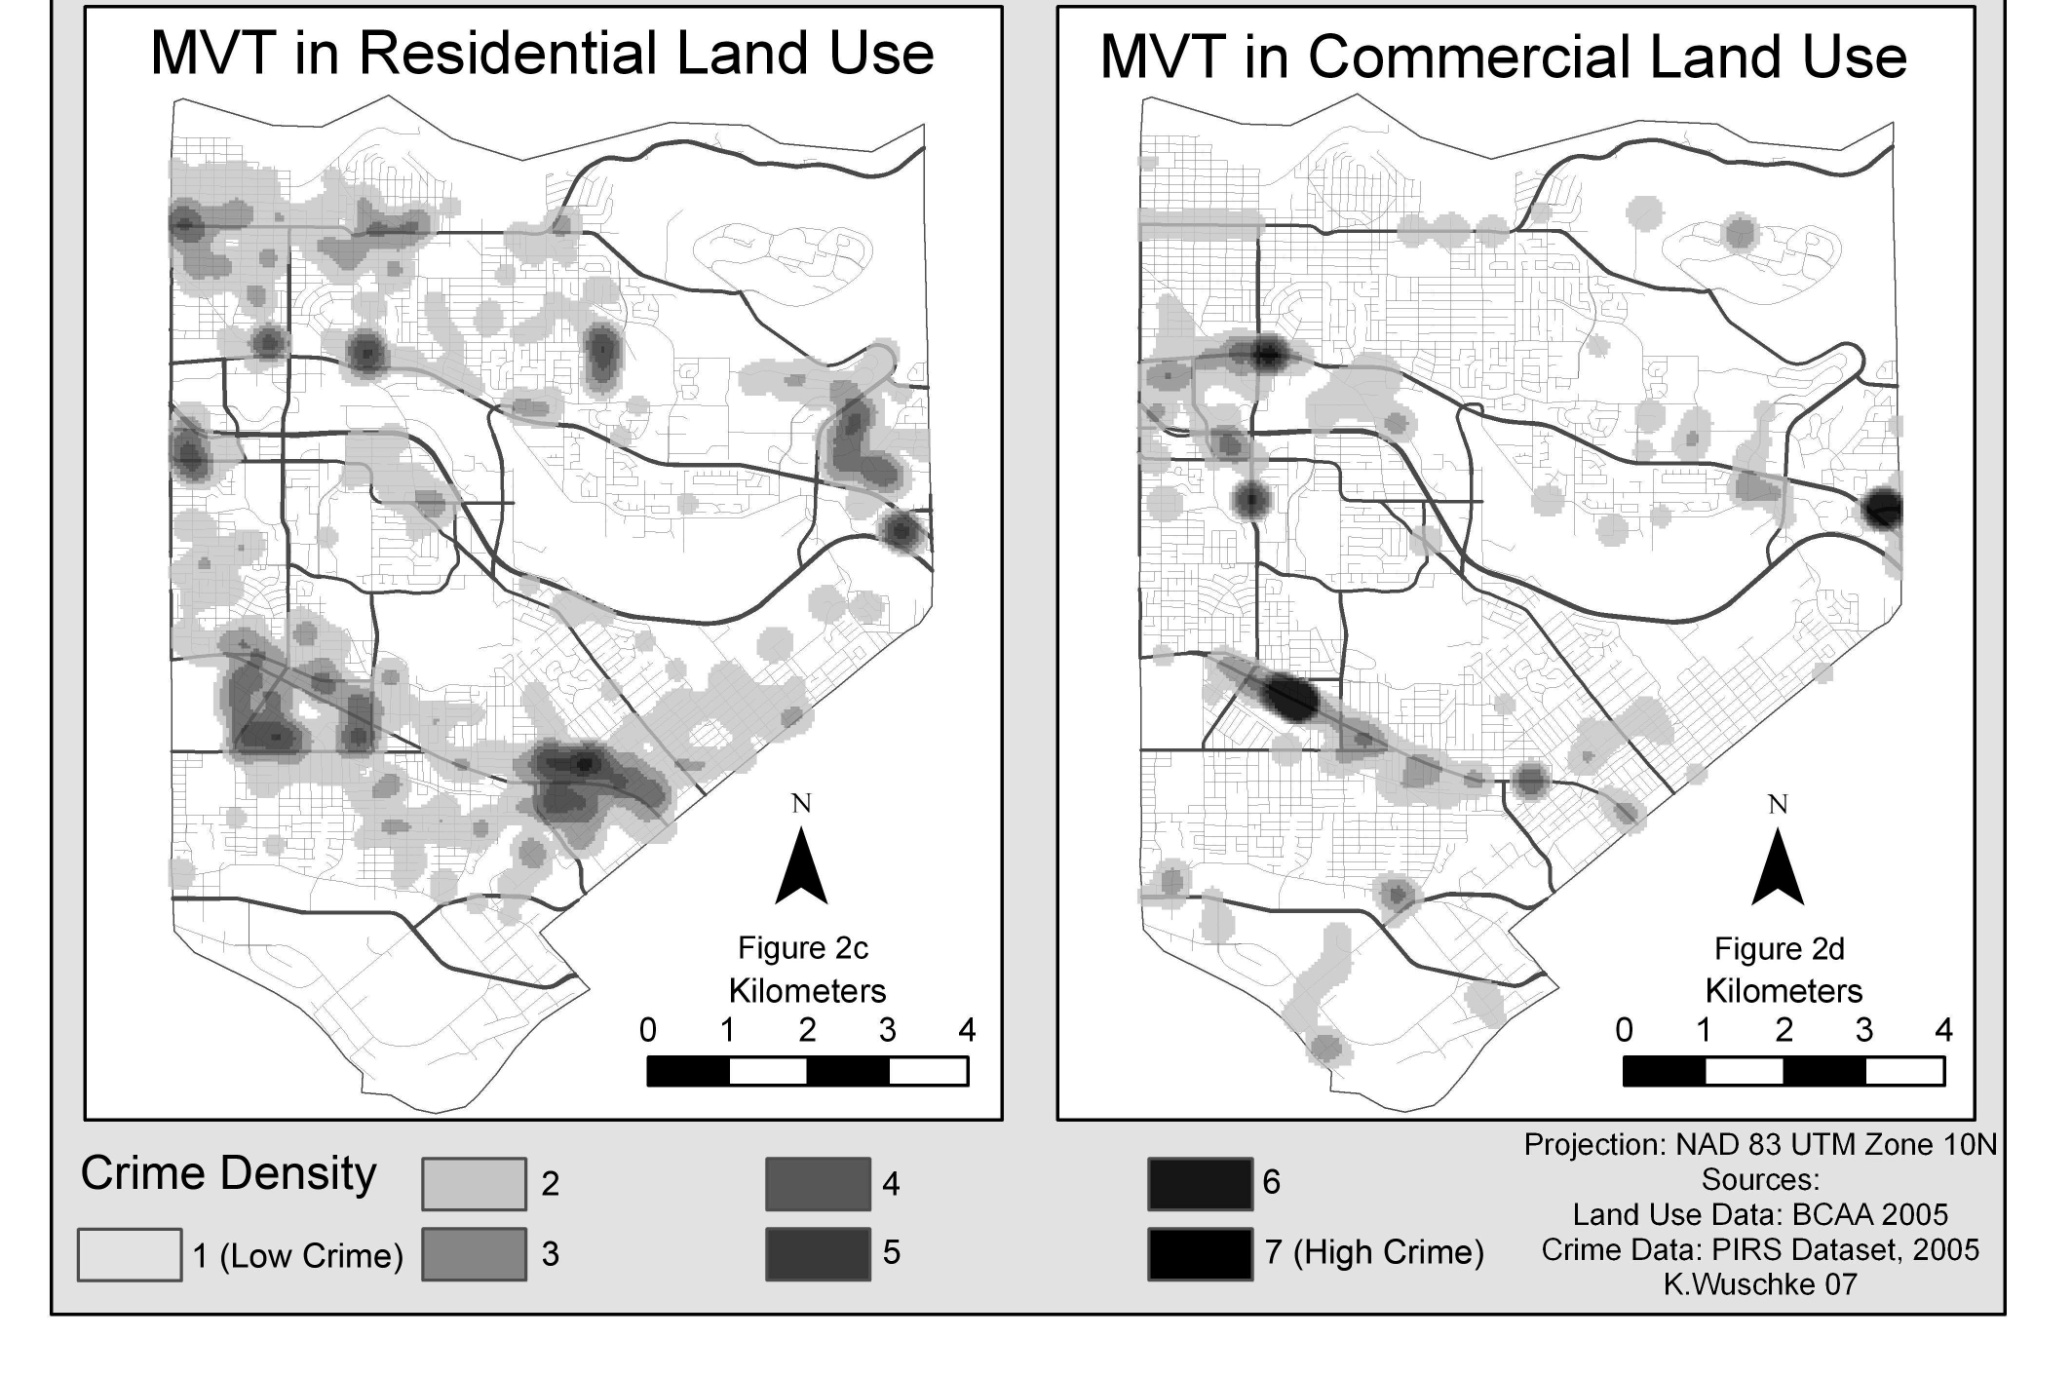 MVT in Residential Land Use
MVT in Commercial Land Use
N
Figure 2c
Kilometers
0 1 2 3 4
N
Figure 2d
Kilometers
0 1 2 3 4
Crime Density
1 (Low Crime)
2
3
4
5
6
7 (High Crime)
Projection: NAD 83 UTM Zone 10N
Sources:
Land Use Data: BCAA 2005
Crime Data: PIRS Dataset, 2005
K.Wuschke 07